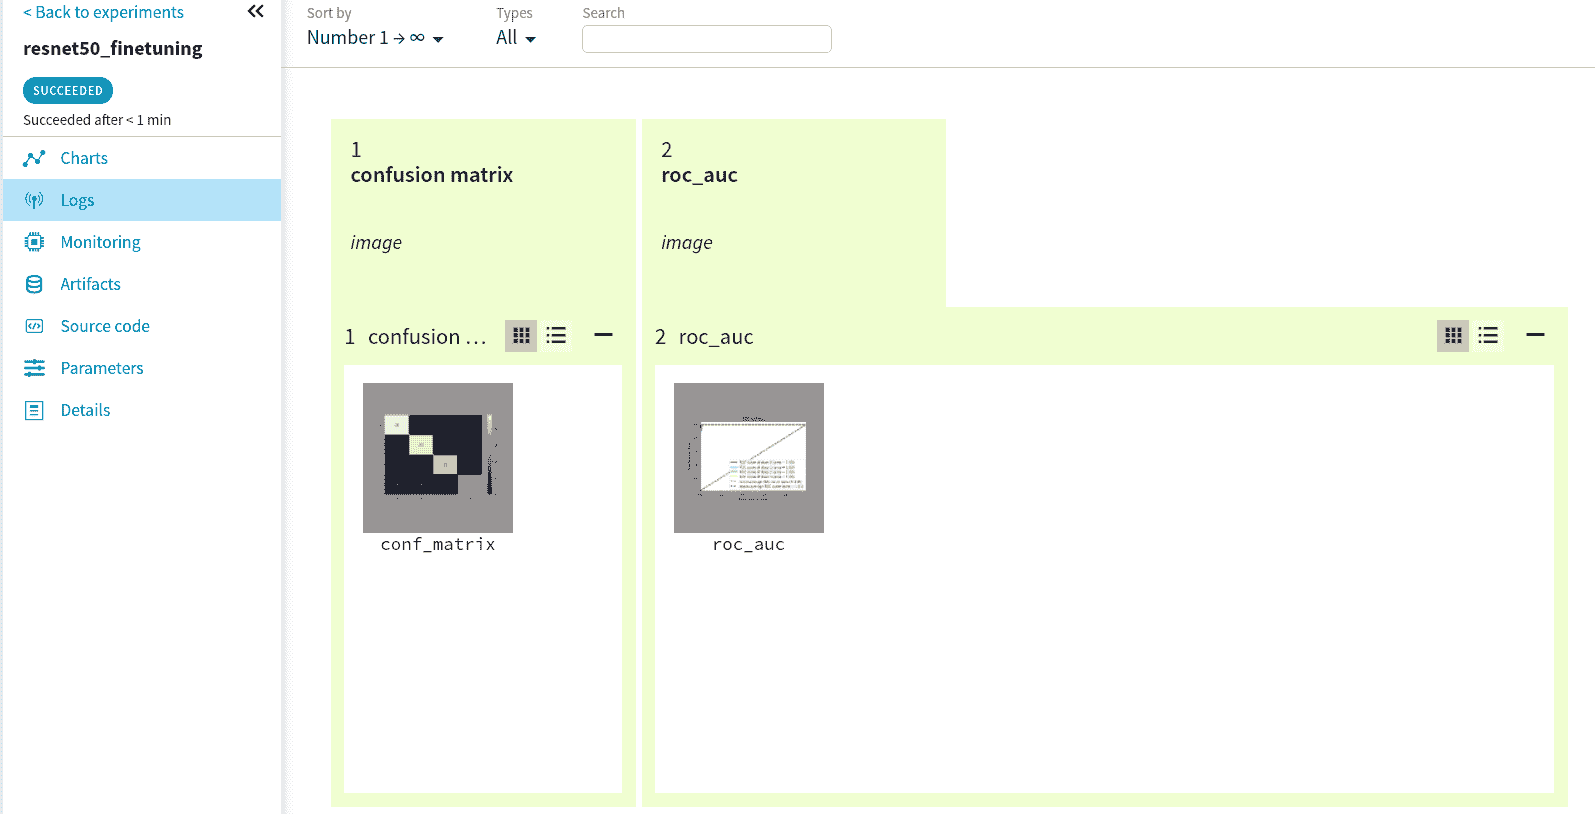 < Back to experiments
resnet50_finetuning
SUCCEEDED
Succeeded after < 1 min
Charts
Logs
Monitoring
Artifacts
Source code
Parameters
Details
Sort by
Number 1 → ∞
Types
All
Search
1
confusion matrix
image
2
roc_auc
image
1 confusion ...
2 roc_auc
conf_matrix
roc_auc